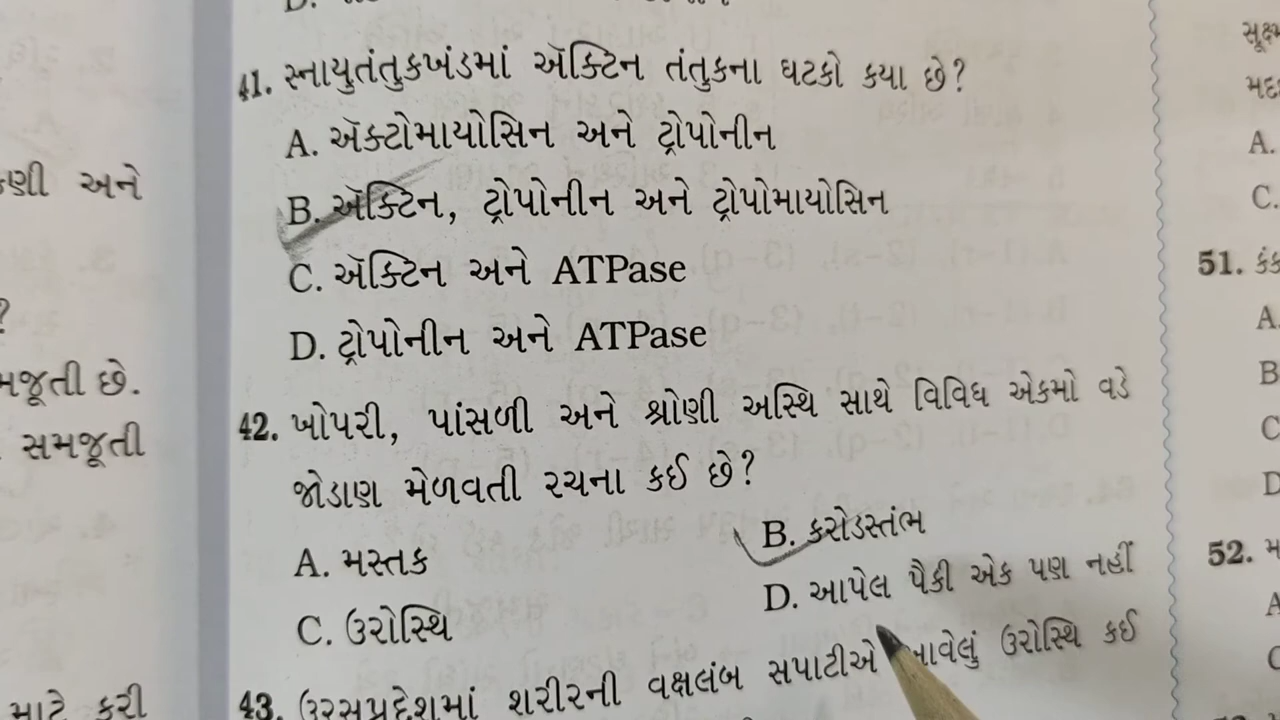 કણી અને
?
મજૂતી છે.
સમજૂતી
માટે કરી
D.
41. સ્નાયુતંતુકખંડમાં ઍક્ટિન તંતુકના ઘટકો કયા છે?
A. ઍક્ટોમાયોસિન અને ટ્રોપોનીન
B. ઍક્ટિન, ટ્રોપોનીન અને ટ્રોપોમાયોસિન
C. ઍક્ટિન અને ATPase
D. ટ્રોપોનીન અને ATPase
42. ખોપરી, પાંસળી અને શ્રોણી અસ્થિ સાથે વિવિધ એકમો વડે
જોડાણ મેળવતી રચના કઈ છે?
A. મસ્તક
B. કરોડસ્તંભ
C. ઉરોસ્થિ
D. આપેલ પૈકી એક પણ નહીં
43. ઉરસપ્રદેશમાં શરીરની વક્ષલંબ સપાટીએ આવેલું ઉરોસ્થિ કઈ
A.
C.
51.
A.
B
C
D
52.
A